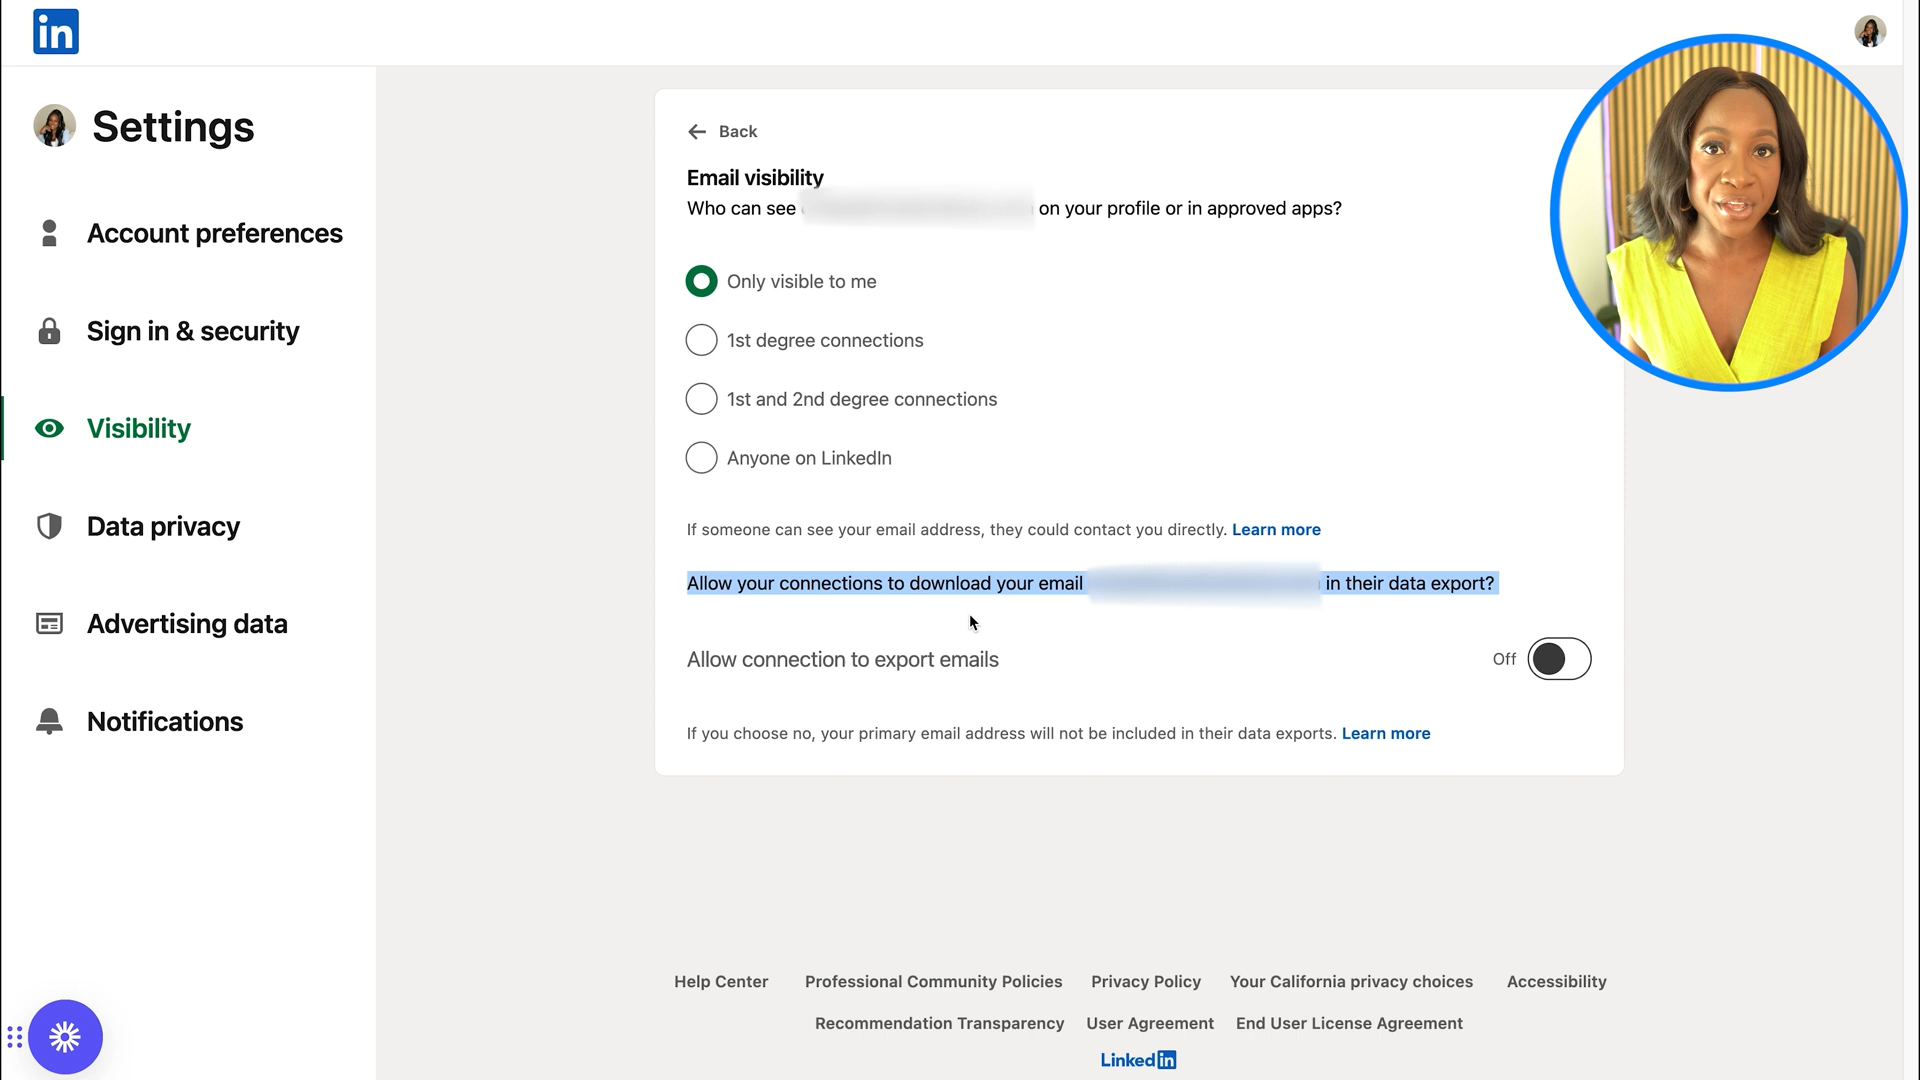 in
Settings
Account preferences
Sign in & security
Visibility
Data privacy
Advertising data
Notifications
Back
Email visibility
Who can see on your profile or in approved apps?
Only visible to me
1st degree connections
1st and 2nd degree connections
Anyone on LinkedIn
If someone can see your email address, they could contact you directly. Learn more
Allow your connections to download your email in their data export?
Allow connection to export emails
Off
If you choose no, your primary email address will not be included in their data exports. Learn more
Help Center Professional Community Policies Privacy Policy Your California privacy choices Accessibility
Recommendation Transparency User Agreement End User License Agreement
LinkedIn